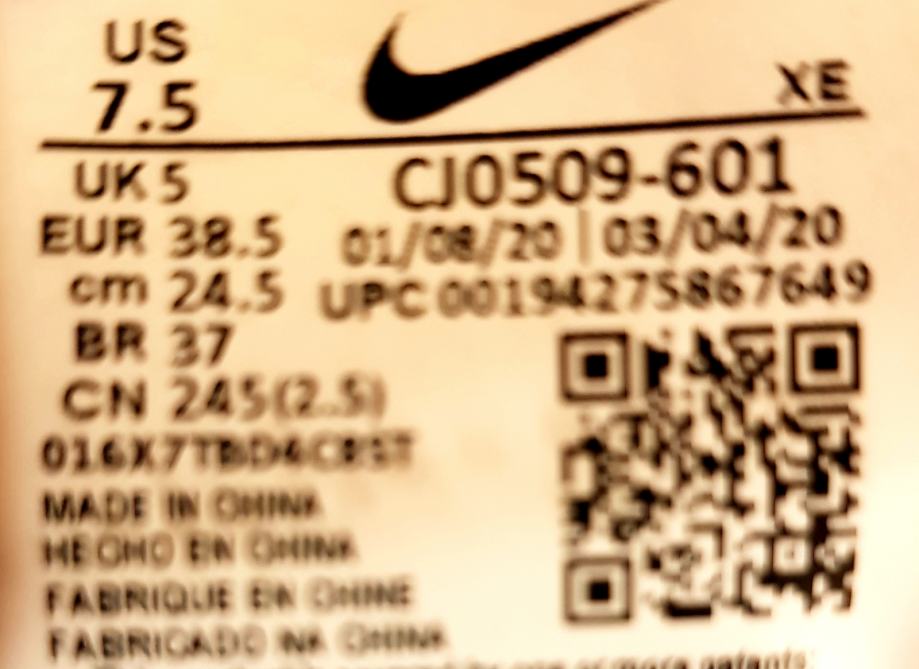 US
7.5
XE
UK 5
CJ0509-601
EUR 38.5
01/08/20 | 03/04/20
cm 24.5
UPC 00194275867649
BR 37
CN 245(2.5)
MADE IN CHINA
HECHO EN CHINA
FABRIQUE EN CHINE
FABRICADO NA CHINA